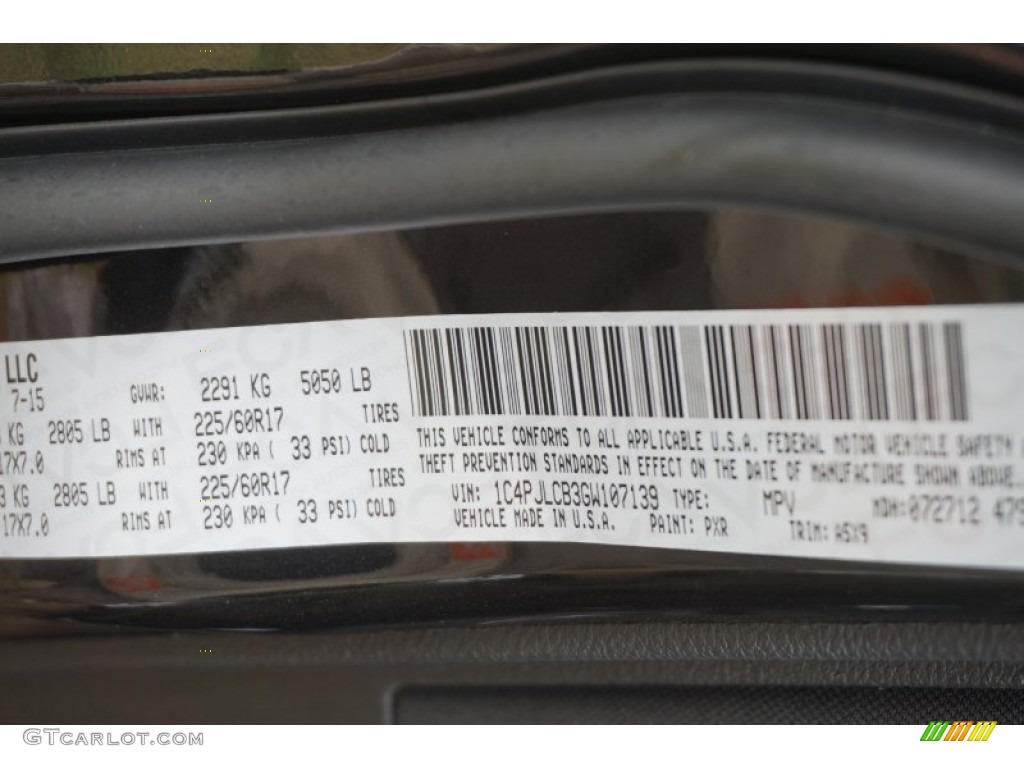 LLC
7-15 GVWR: 2291 KG 5050 LB
KG 2805 LB WITH 225/60R17 TIRES
17X7.0 RIMS AT 230 KPA ( 33 PSI) COLD
3 KG 2805 LB WITH 225/60R17 TIRES
17X7.0 RIMS AT 230 KPA ( 33 PSI) COLD
THIS VEHICLE CONFORMS TO ALL APPLICABLE U.S.A. FEDERAL MOTOR VEHICLE SAFETY
THEFT PREVENTION STANDARDS IN EFFECT ON THE DATE OF MANUFACTURE SHOWN ABOVE.
VIN: 1C4PJLCB3GW107139 TYPE: MPV MDH:072712 479
VEHICLE MADE IN U.S.A. PAINT: PXR TRIM: A5X9
GTCARLOT.COM